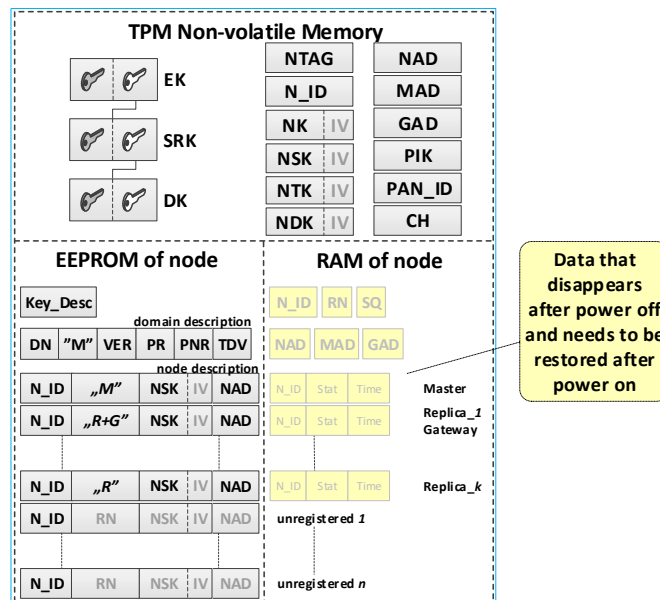 TPM Non-volatile Memory
EK
SRK
DK
NTAG NAD
N_ID MAD
NK IV GAD
NSK IV PIK
NTK IV PAN_ID
NDK IV CH
EEPROM of node
Key_Desc
domain description
DN "M" VER PR PNR TDV
node description
N_ID „M” NSK IV NAD
N_ID „R+G” NSK IV NAD
N_ID „R” NSK IV NAD
N_ID RN NSK IV NAD
N_ID RN NSK IV NAD
RAM of node
N_ID RN SQ
NAD MAD GAD
N_ID Stat Time Master
N_ID Stat Time Replica_1
Gateway
N_ID Stat Time Replica_k
unregistered 1
unregistered n
Data that
disappears
after power off
and needs to be
restored after
power on